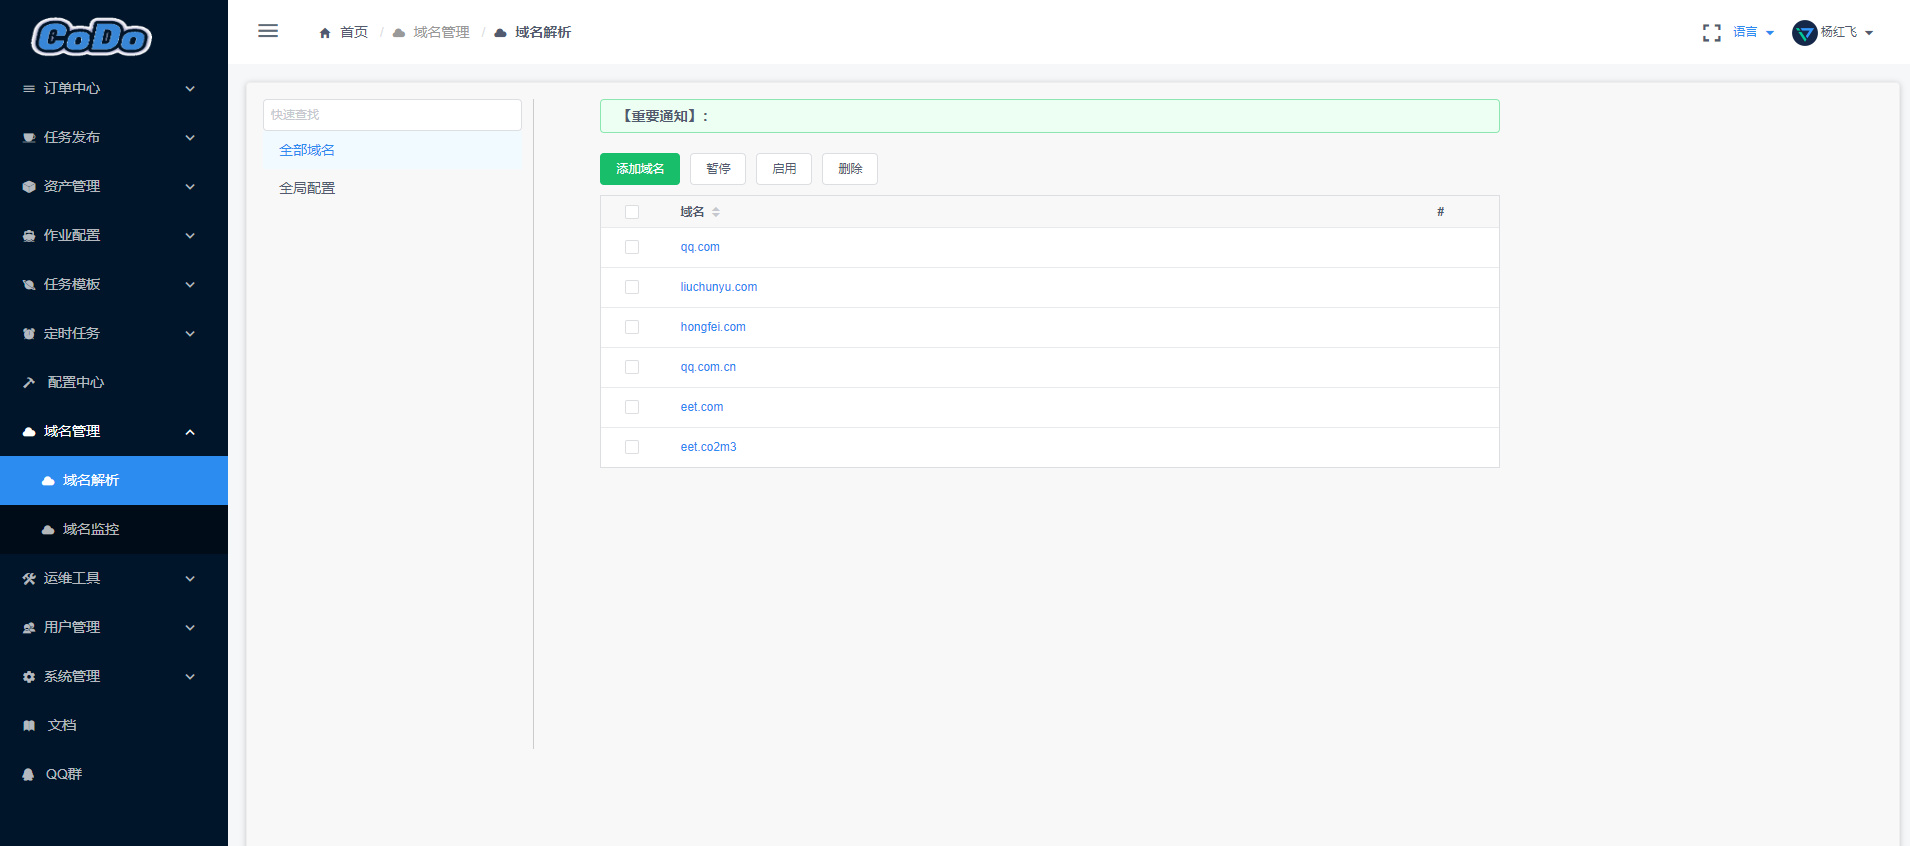 CoDo
订单中心
任务发布
资产管理
作业配置
任务模板
定时任务
配置中心
域名管理
域名解析
域名监控
运维工具
用户管理
系统管理
文档
QQ群
首页 / 域名管理 / 域名解析
语言
杨红飞
快速查找
全部域名
全局配置
【重要通知】：
添加域名 暂停 启用 删除
域名 #
qq.com
liuchunyu.com
hongfei.com
qq.com.cn
eet.com
eet.co2m3